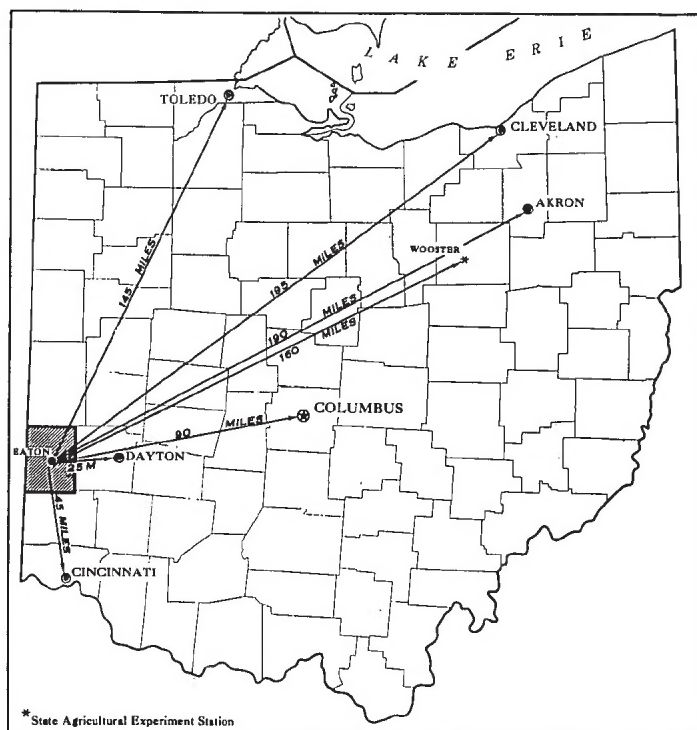 LAKE ERIE
TOLEDO
CLEVELAND
AKRON
WOOSTER
*
145 MILES
195 MILES
190 MILES
160 MILES
COLUMBUS
90 MILES
EATON
25 M
DAYTON
45 MILES
CINCINNATI
* State Agricultural Experiment Station